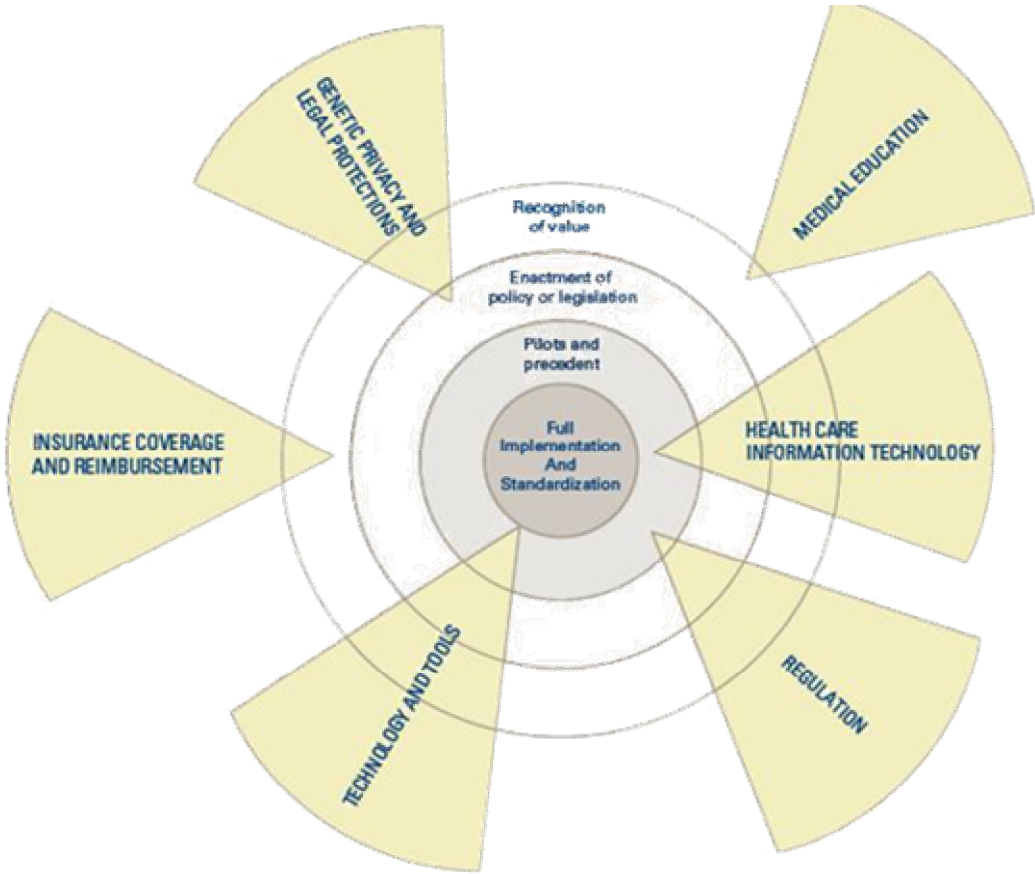 GENETIC PRIVACY AND
LEGAL PROTECTIONS
MEDICAL EDUCATION
Recognition
of value
Enactment of
policy or legislation
Pilots and
precedent
Full
Implementation
And
Standardization
INSURANCE COVERAGE
AND REIMBURSEMENT
HEALTH CARE
INFORMATION TECHNOLOGY
TECHNOLOGY AND TOOLS
REGULATION